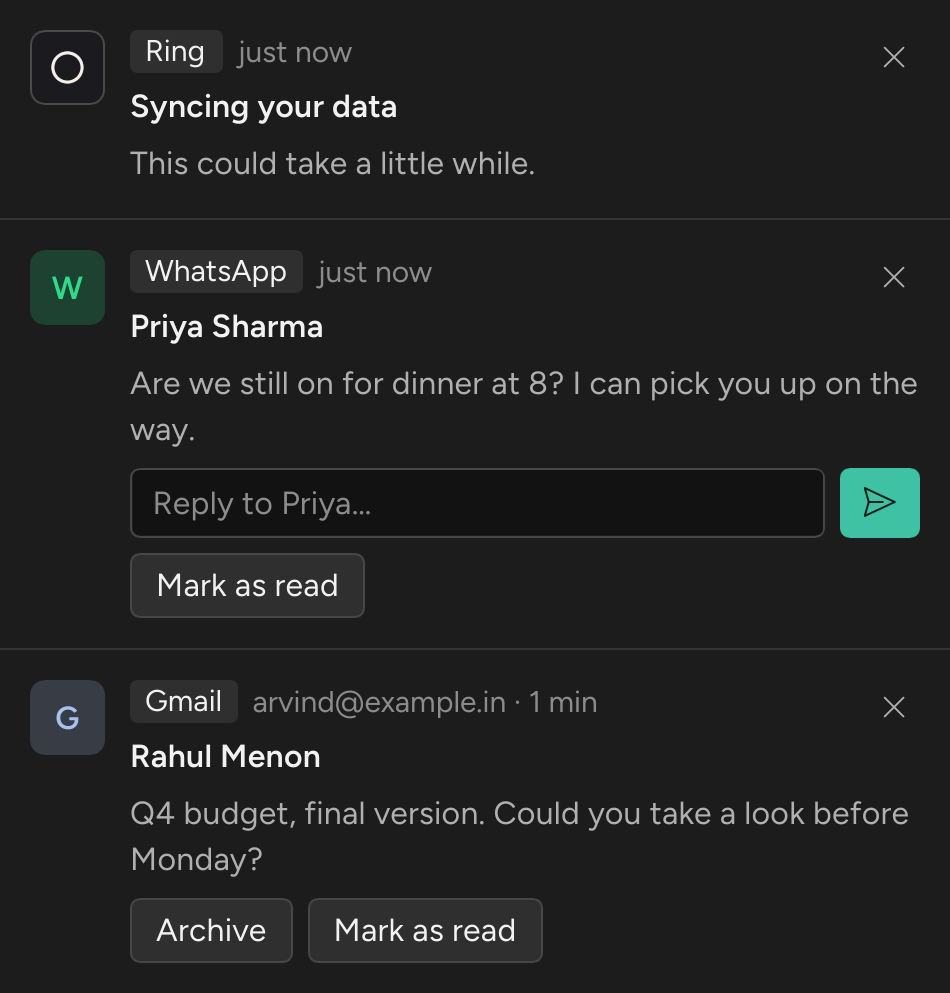 Ring just now
Syncing your data
This could take a little while.
W
WhatsApp just now
Priya Sharma
Are we still on for dinner at 8? I can pick you up on the
way.
Reply to Priya...
Mark as read
G
Gmail arvind@example.in · 1 min
Rahul Menon
Q4 budget, final version. Could you take a look before
Monday?
Archive Mark as read